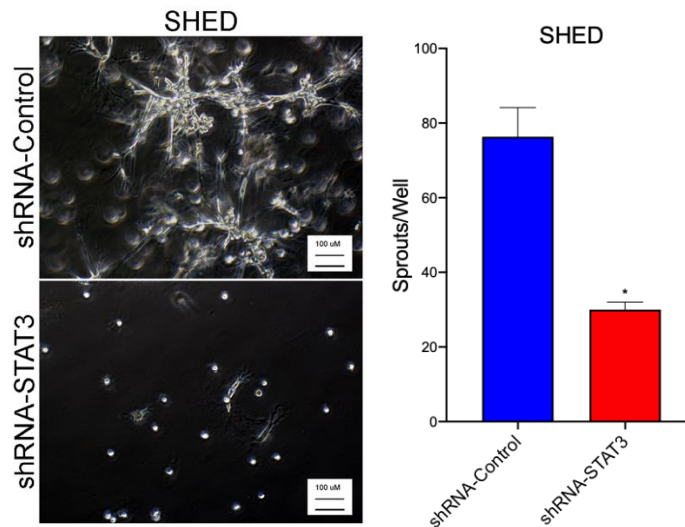 SHED
shRNA-Control
100 uM
shRNA-STAT3
100 uM
SHED
Sprouts/Well
100
80
60
40
20
0
*
shRNA-Control
shRNA-STAT3